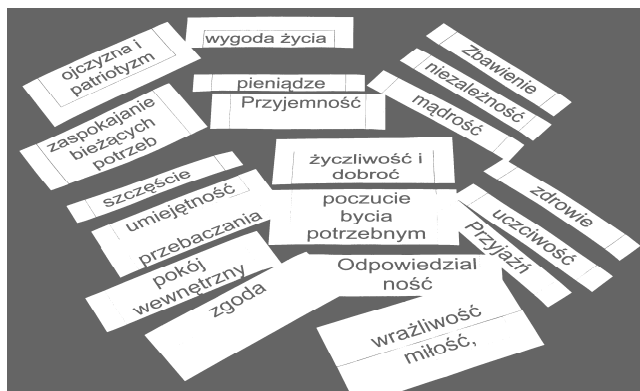 ojczyzna i
patriotyzm
wygoda życia
Zbawienie
niezależność
mądrość
pieniądze
Przyjemność
zaspokajanie
bieżących
potrzeb
życzliwość i
dobroć
szczęście
umiejętność
przebaczania
poczucie
bycia
potrzebnym
zdrowie
uczciwość
Przyjaźń
pokój
wewnętrzny
zgoda
Odpowiedzial
ność
wrażliwość
miłość,